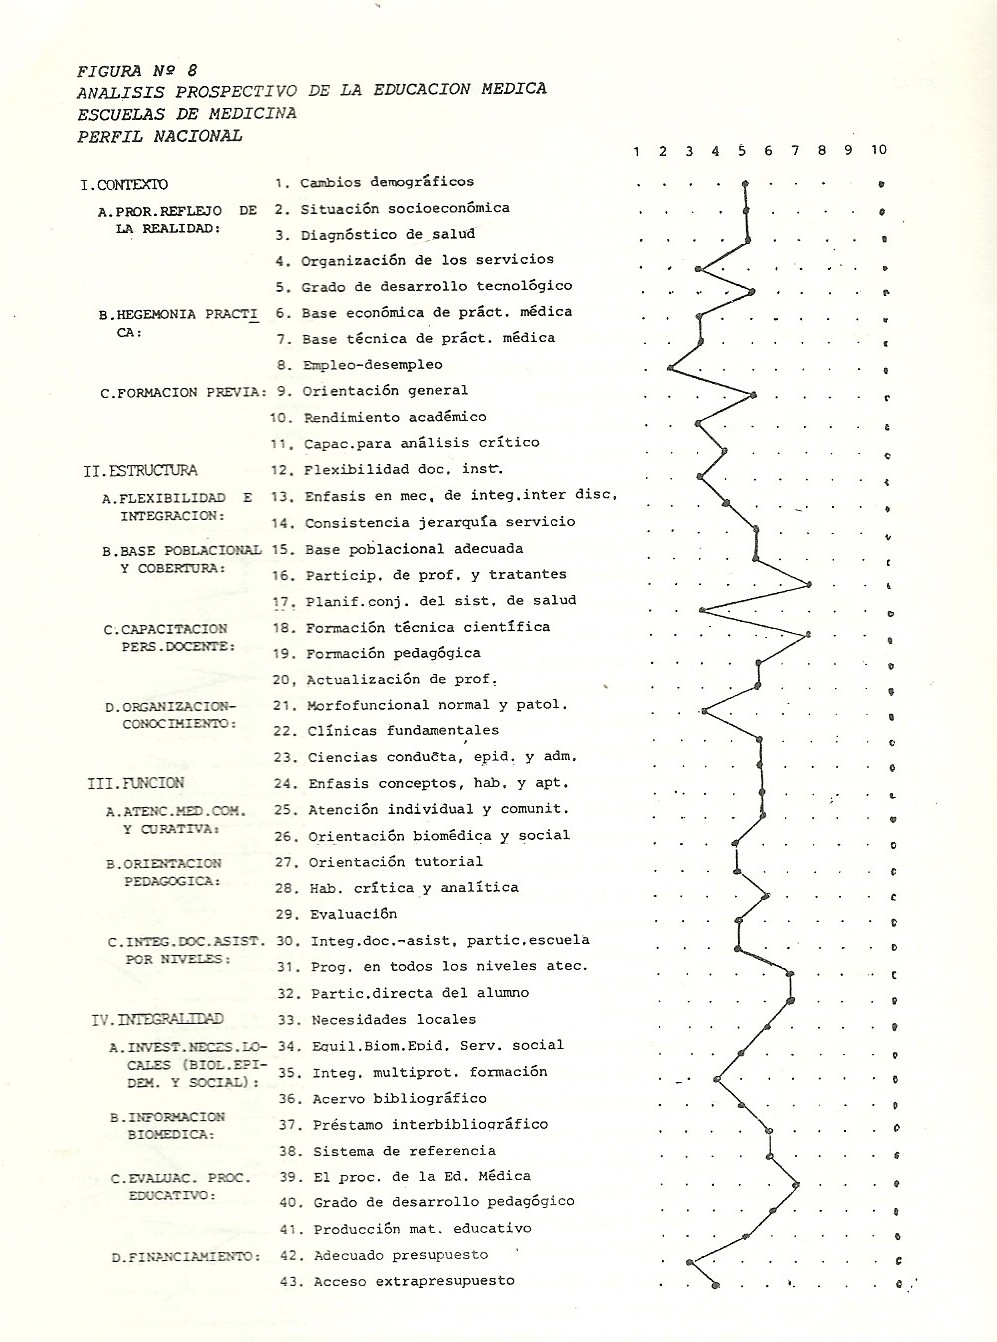 FIGURA Nº 8
ANALISIS PROSPECTIVO DE LA EDUCACION MEDICA
ESCUELAS DE MEDICINA
PERFIL NACIONAL
1 2 3 4 5 6 7 8 9 10
I.CONTEXTO 1. Cambios demográficos
A.PROR.REFLEJO DE 2. Situación socioeconómica
LA REALIDAD: 3. Diagnóstico de salud
4. Organización de los servicios
5. Grado de desarrollo tecnológico
B.HEGEMONIA PRACTI 6. Base económica de práct. médica
CA: 7. Base técnica de práct. médica
8. Empleo-desempleo
C.FORMACION PREVIA: 9. Orientación general
10. Rendimiento académico
11, Capac.para análisis crítico
II.ESTRUCTURA 12. Flexibilidad doc, inst.
A.FLEXIBILIDAD E 13. Enfasis en mec, de integ.inter disc,
INTEGRACION: 14. Consistencia jerarquía servicio
B.BASE POBLACIONAL 15. Base poblacional adecuada
Y COBERTURA: 16. Particip. de prof. y tratantes
17. Planif.conj. del sist, de salud
C.CAPACITACION 18. Formación técnica científica
PERS.DOCENTE: 19. Formación pedagógica
20, Actualización de prof.
D.ORGANIZACION- 21. Morfofuncional normal y patol.
CONOCIMIENTO: 22. Clínicas fundamentales
23. Ciencias conducta, epid. y adm,
III.FUNCION 24. Enfasis conceptos, hab, y apt.
A.ATENC.MED.COM. 25. Atención individual y comunit.
Y CURATIVA: 26. Orientación biomédica y social
B.ORIENTACION 27. Orientación tutorial
PEDAGOGICA: 28. Hab. crítica y analítica
29. Evaluación
C.INTEG.DOC.ASIST. 30. Integ.doc.-asist, partic.escuela
POR NIVELES: 31. Prog. en todos los niveles atec.
32. Partic.directa del alumno
IV.INTEGRALIDAD 33. Necesidades locales
A.INVEST.NECES.LO- 34. Equil.Biom.Epid. Serv. social
CALES (BIOL.EPI- 35. Integ. multiprot. formación
DEM. Y SOCIAL): 36. Acervo bibliográfico
B.INFORMACION 37. Préstamo interbibliográfico
BIOMEDICA: 38. Sistema de referencia
C.EVALUAC. PROC. 39. El proc. de la Ed. Médica
EDUCATIVO: 40. Grado de desarrollo pedagógico
41. Producción mat. educativo
D.FINANCIAMIENTO: 42. Adecuado presupuesto
43. Acceso extrapresupuesto